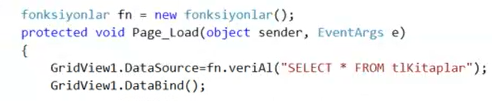 fonksiyonlar fn = new fonksiyonlar();
protected void Page_Load(object sender, EventArgs e)
{
GridView1.DataSource=fn.veriAl("SELECT * FROM tlKitaplar");
GridView1.DataBind();